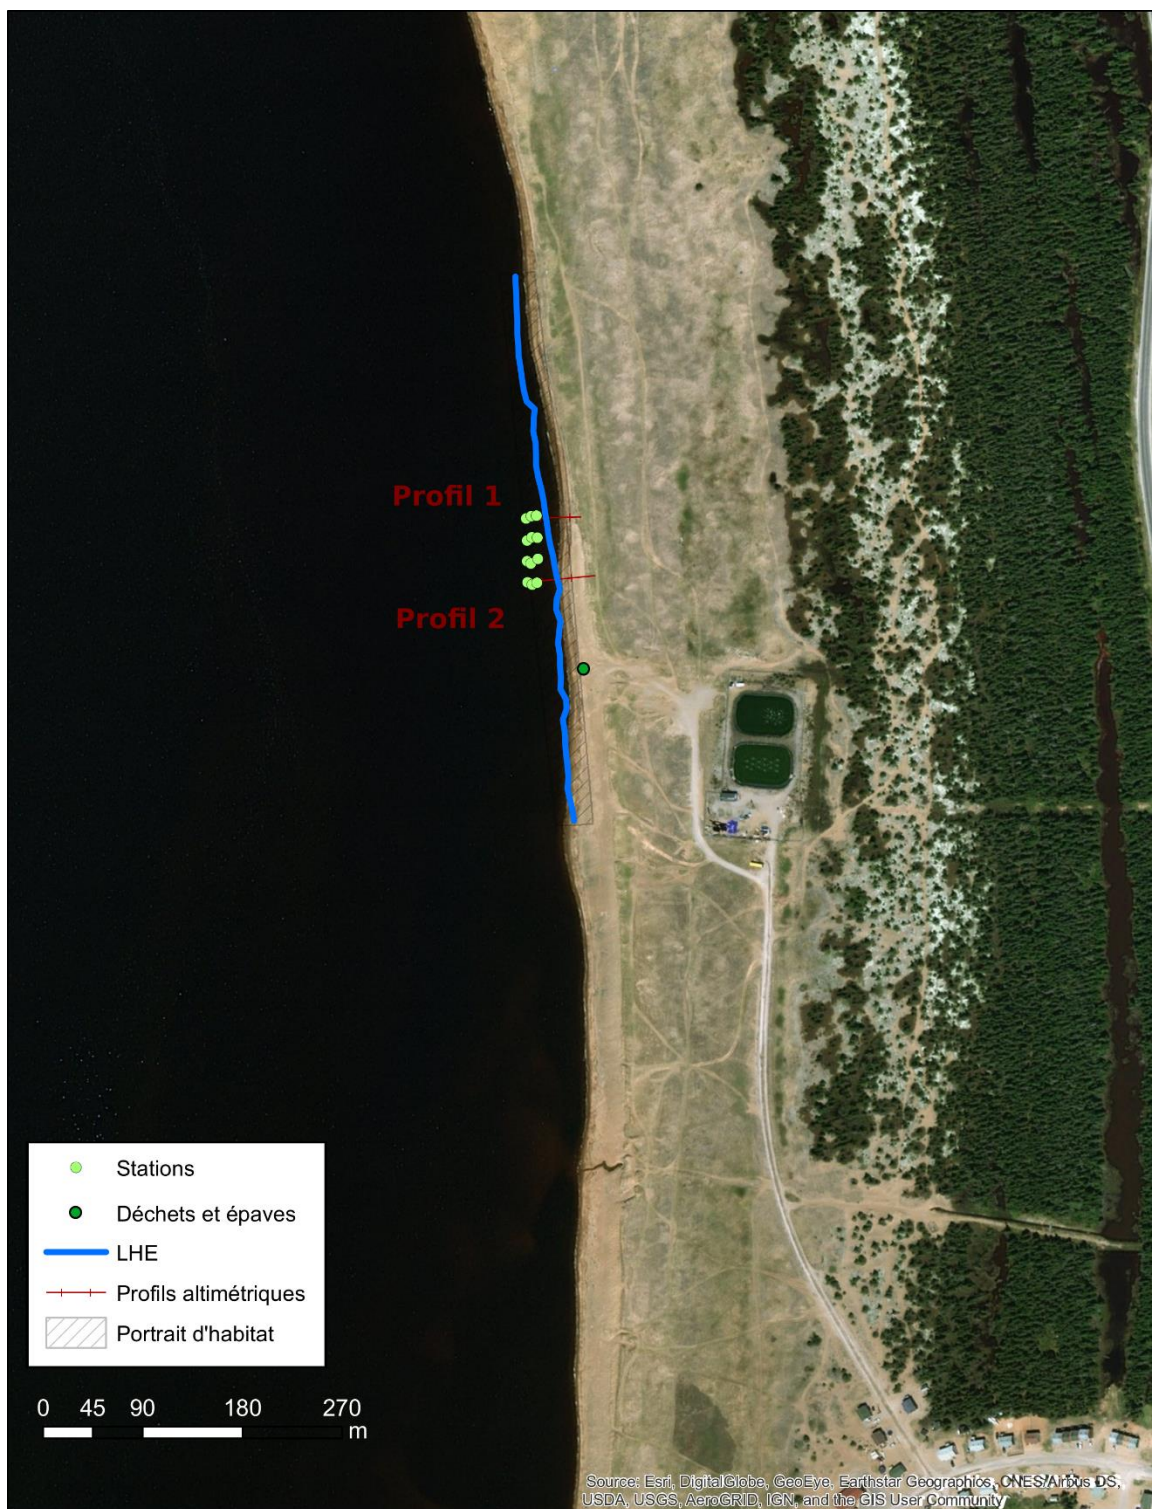 Profil 1
Profil 2
Stations
Déchets et épaves
LHE
Profils altimétriques
Portrait d'habitat
0 45 90 180 270
m
Source: Esri, DigitalGlobe, GeoEye, Earthstar Geographics, CNES/Airbus DS,
USDA, USGS, AeroGRID, IGN, and the GIS User Community